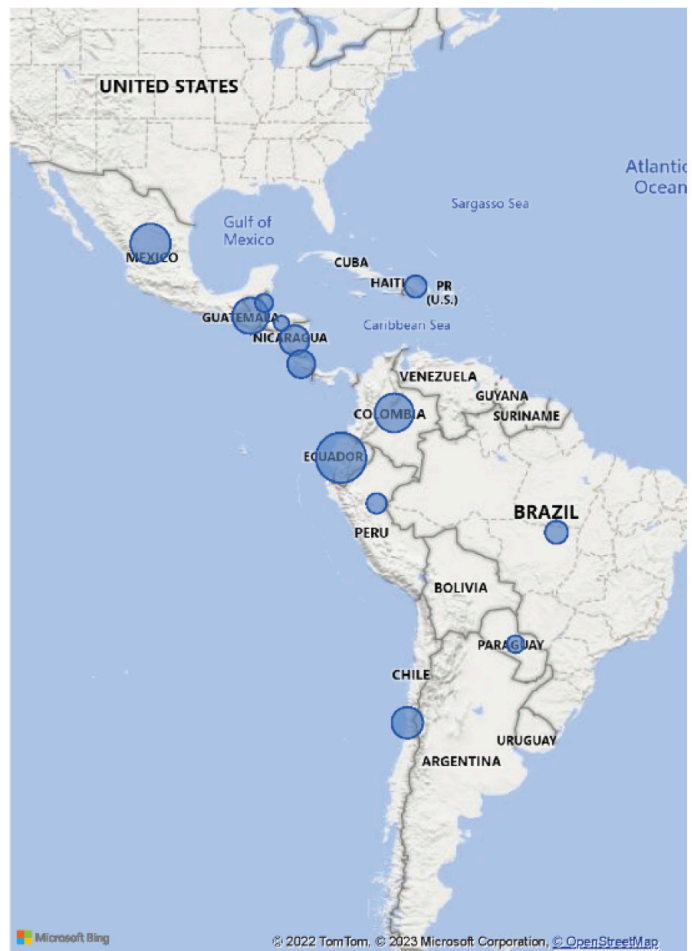 UNITED STATES
Atlantic
Ocean
Sargasso Sea
Gulf of
Mexico
MEXICO
CUBA
HAITI
PR
(U.S.)
GUATEMALA
Caribbean Sea
NICARAGUA
VENEZUELA
GUYANA
SURINAME
COLOMBIA
ECUADOR
BRAZIL
PERU
BOLIVIA
PARAGUAY
CHILE
URUGUAY
ARGENTINA
Microsoft Bing
© 2022 TomTom, © 2023 Microsoft Corporation, © OpenStreetMap